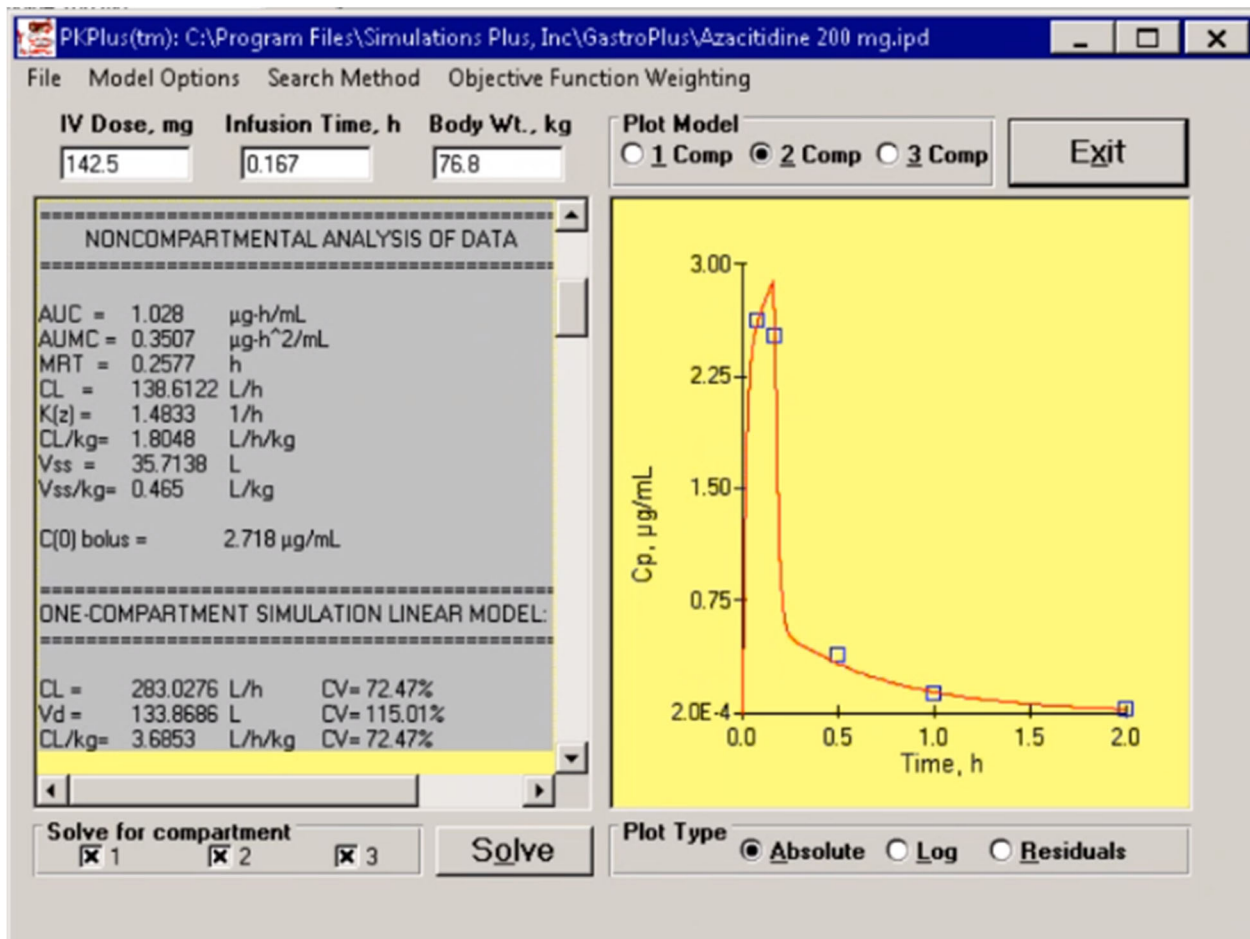 PKPlus(tm): C:\Program Files\Simulations Plus, Inc\GastroPlus\Azacitidine 200 mg.ipd
File Model Options Search Method Objective Function Weighting
IV Dose, mg Infusion Time, h Body Wt., kg
142.5 0.167 76.8
Plot Model
1 Comp 2 Comp 3 Comp
Exit
NONCOMPARTMENTAL ANALYSIS OF DATA
AUC = 1.028 µg-h/mL
AUMC = 0.3507 µg-h^2/mL
MRT = 0.2577 h
CL = 138.6122 L/h
K(z) = 1.4833 1/h
CL/kg= 1.8048 L/h/kg
Vss = 35.7138 L
Vss/kg= 0.465 L/kg
C(0) bolus = 2.718 µg/mL
ONE-COMPARTMENT SIMULATION LINEAR MODEL:
CL = 283.0276 L/h CV= 72.47%
Vd = 133.8686 L CV= 115.01%
CL/kg= 3.6853 L/h/kg CV= 72.47%
3.00
2.25
1.50
0.75
2.0E-4
Cp, µg/mL
0.0 0.5 1.0 1.5 2.0
Time, h
Solve for compartment
1 2 3
Solve
Plot Type
Absolute Log Residuals